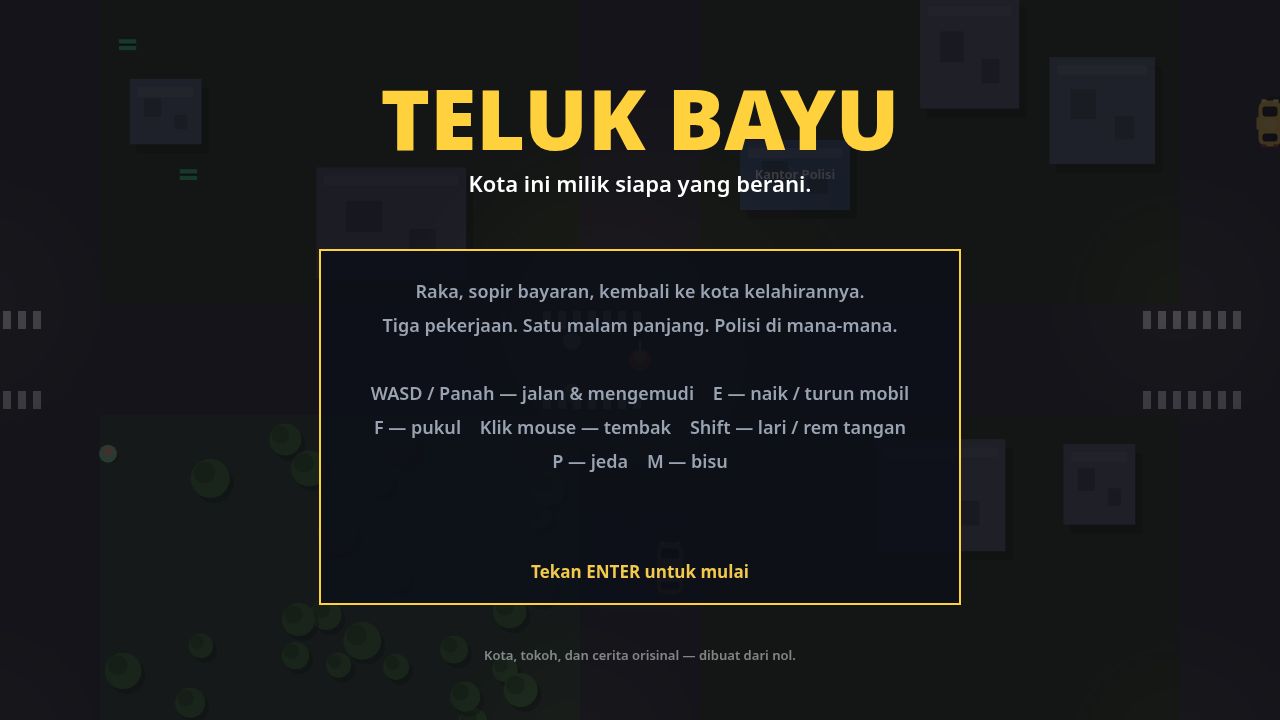 TELUK BAYU
Kantor Polisi
Kota ini milik siapa yang berani.
Raka, sopir bayaran, kembali ke kota kelahirannya.
Tiga pekerjaan. Satu malam panjang. Polisi di mana-mana.
WASD / Panah — jalan & mengemudi E — naik / turun mobil
F — pukul Klik mouse — tembak Shift — lari / rem tangan
P — jeda M — bisu
Tekan ENTER untuk mulai
Kota, tokoh, dan cerita orisinal — dibuat dari nol.